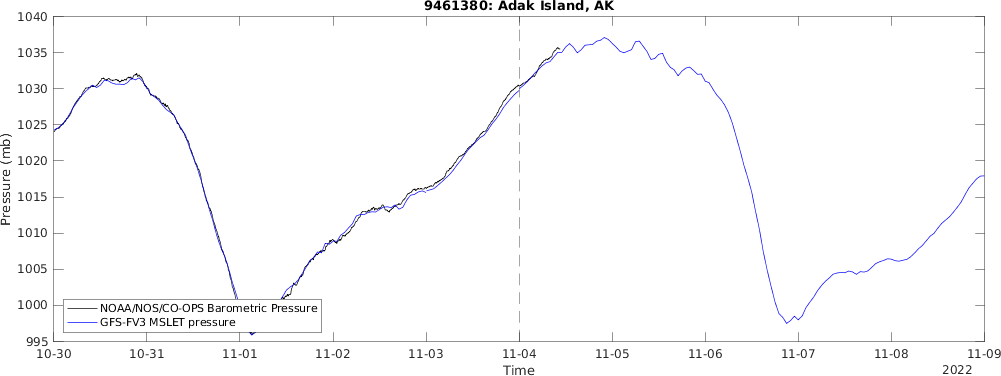 9461380: Adak Island, AK
1040
1035
1030
1025
1020
1015
1010
1005
1000
995
Pressure (mb)
NOAA/NOS/CO-OPS Barometric Pressure
GFS-FV3 MSLET pressure
10-30 10-31 11-01 11-02 11-03 11-04 11-05 11-06 11-07 11-08 11-09
Time
2022